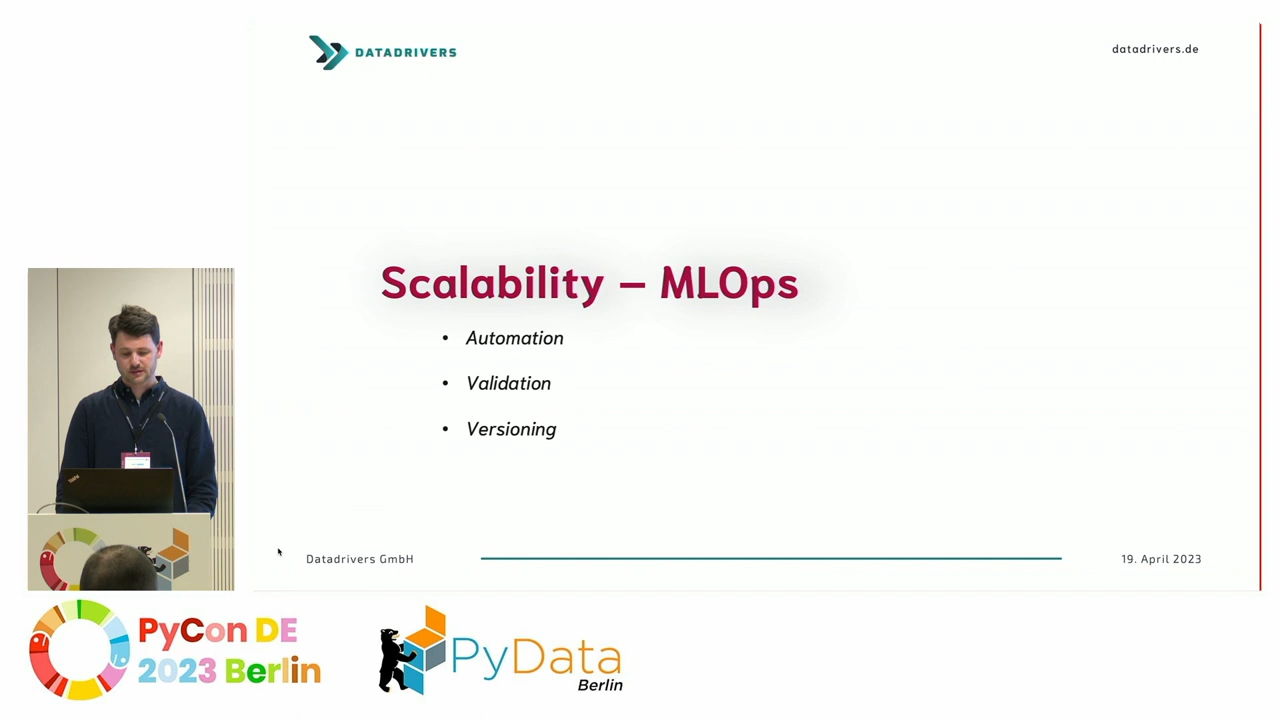 DATADRIVERS
datadrivers.de
Scalability – MLOps
• Automation
• Validation
• Versioning
Datadrivers GmbH
19. April 2023
PyCon DE
2023 Berlin
PyData
Berlin